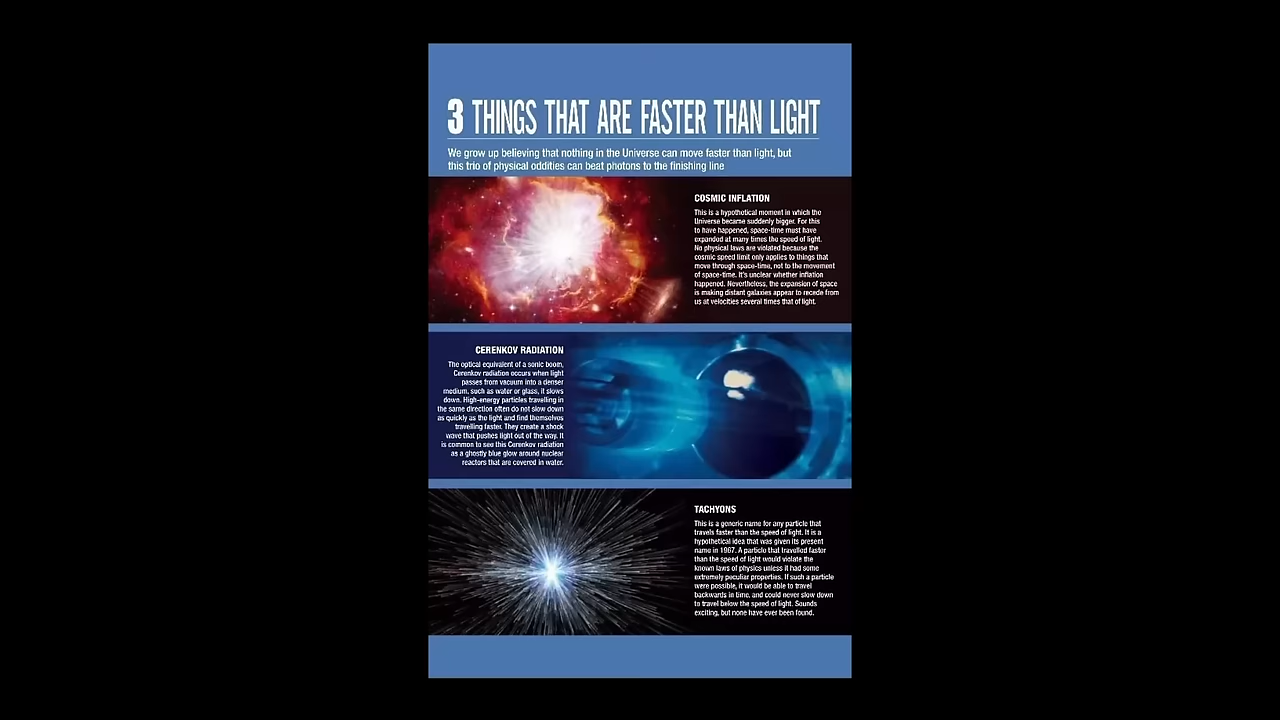 3 THINGS THAT ARE FASTER THAN LIGHT
We grow up believing that nothing in the Universe can move faster than light, but
this trio of physical oddities can beat photons to the finishing line
COSMIC INFLATION
This is a hypothetical moment in which the
Universe became suddenly bigger. For this
to have happened, space-time must have
expanded at many times the speed of light.
No physical laws are violated because the
cosmic speed limit only applies to things that
move through space-time, not to the movement
of space-time. It's unclear whether inflation
happened. Nevertheless, the expansion of space
is making distant galaxies appear to recede from
us at velocities several times that of light.
CERENKOV RADIATION
The optical equivalent of a sonic boom,
Cerenkov radiation occurs when light
passes from vacuum into a denser
medium, such as water or glass, it slows
down. High-energy particles travelling in
the same direction often do not slow down
as quickly as the light and find themselves
travelling faster. They create a shock
wave that pushes light out of the way. It
is common to see this Cerenkov radiation
as a ghostly blue glow around nuclear
reactors that are covered in water.
TACHYONS
This is a generic name for any particle that
travels faster than the speed of light. It is a
hypothetical idea that was given its present
name in 1967. A particle that travelled faster
than the speed of light would violate the
known laws of physics unless it had some
extremely peculiar properties. If such a particle
were possible, it would be able to travel
backwards in time, and could never slow down
to travel below the speed of light. Sounds
exciting, but none have ever been found.